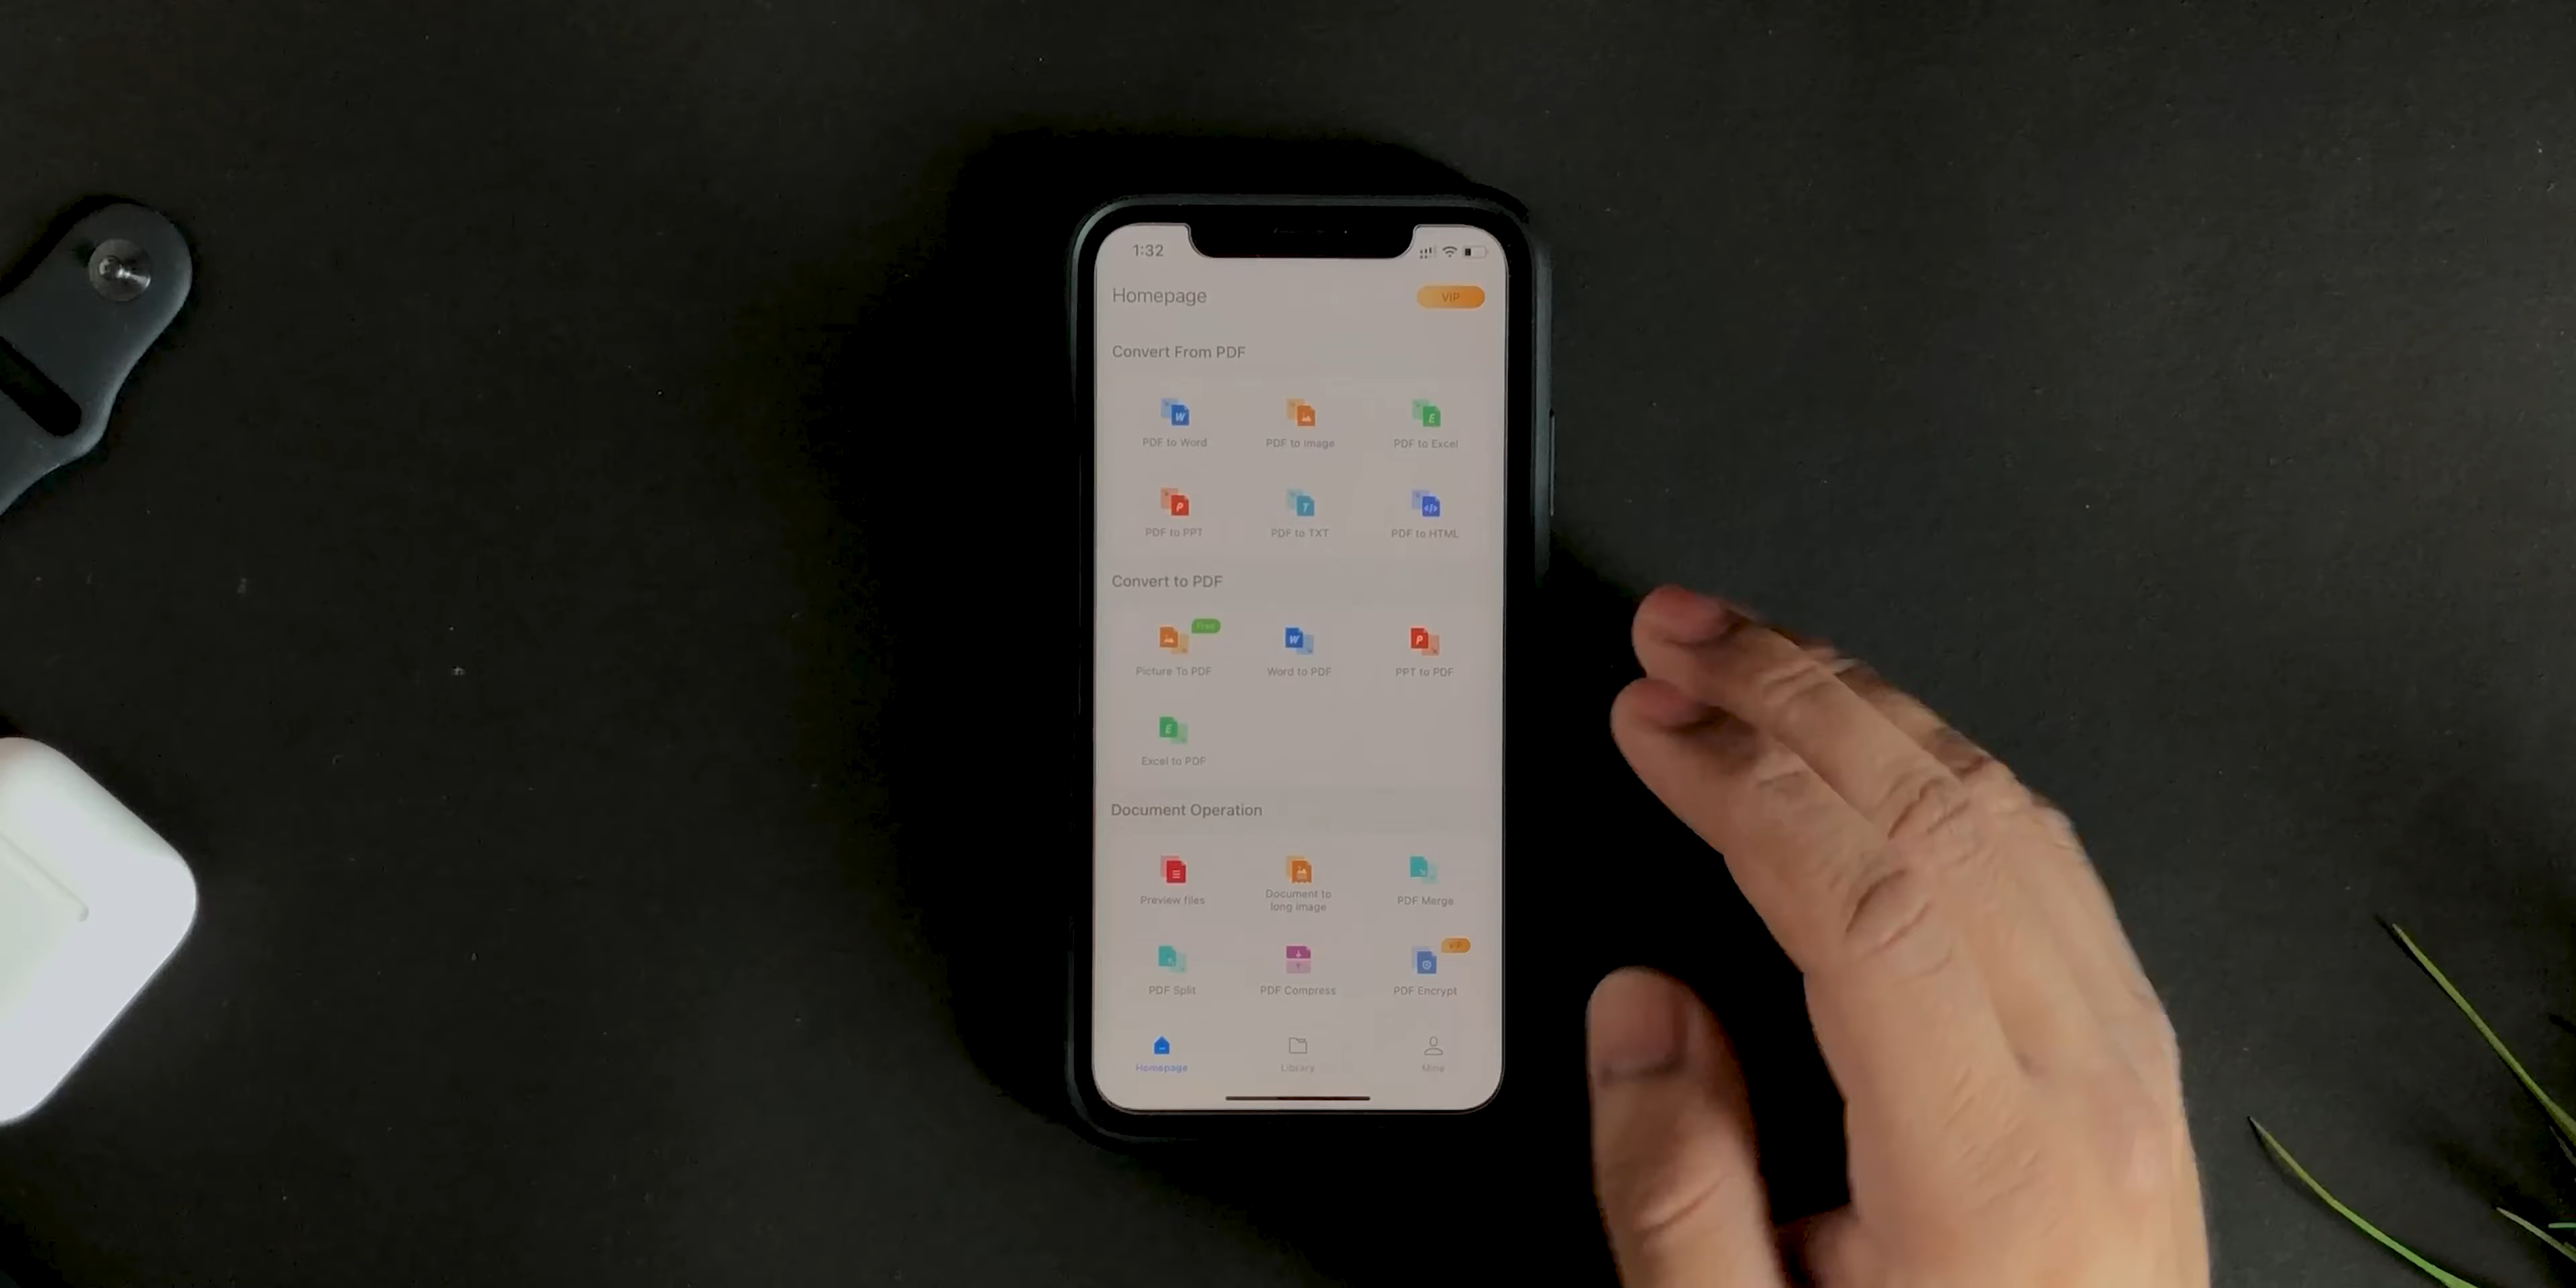 1:32
Homepage
VIP
Convert From PDF
PDF to Word
PDF to Image
PDF to Excel
PDF to PPT
PDF to TXT
PDF to HTML
Convert to PDF
Free
Picture To PDF
Word to PDF
PPT to PDF
Excel to PDF
Document Operation
Preview files
Document to
long image
PDF Merge
VIP
PDF Split
PDF Compress
PDF Encrypt
Homepage
Library
Mine